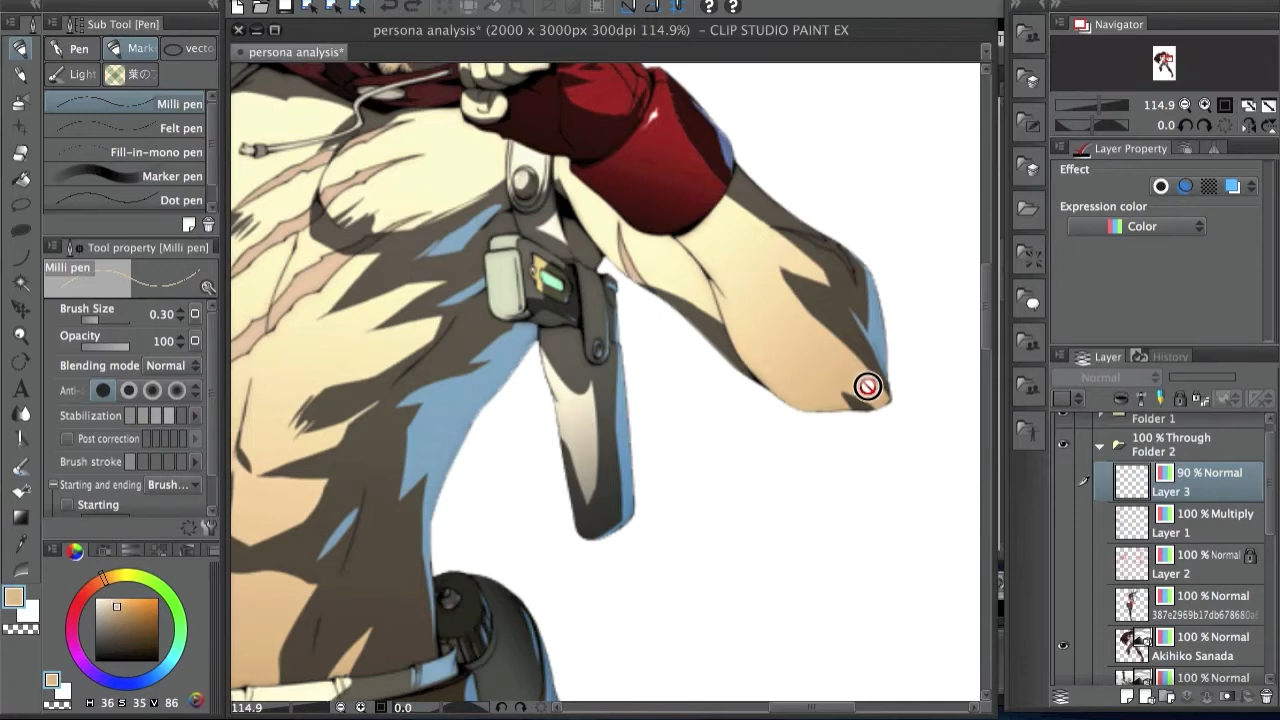 Sub Tool [Pen]
Pen
Mark
vecto
Light
葉の
Milli pen
Felt pen
Fill-in-mono pen
Marker pen
Dot pen
Tool property [Milli pen]
Milli pen
Brush Size
0.30
Opacity
100
Blending mode
Normal
Anti-
Stabilization
Post correction
Brush stroke
Starting and ending
Brush...
Starting
H 36 S 35 V 86
persona analysis* (2000 x 3000px 300dpi 114.9%) - CLIP STUDIO PAINT EX
persona analysis*
114.9
0.0
Navigator
114.9
0.0
Layer Property
Effect
Expression color
Color
Layer
History
Normal
Folder 1
100 % Through
Folder 2
90 % Normal
Layer 3
100 % Multiply
Layer 1
100 % Normal
Layer 2
100 % Normal
387e2969b17db678680a
100 % Normal
Akihiko Sanada
100 % Normal